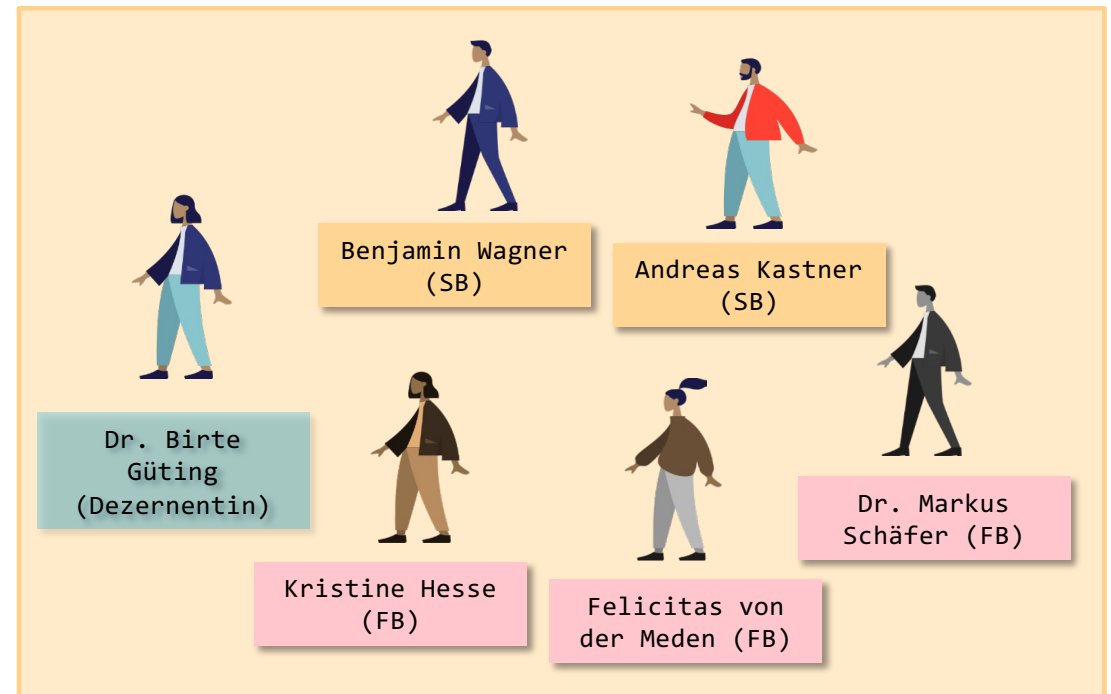 Benjamin Wagner
(SB)
Andreas Kastner
(SB)
Dr. Birte
Güting
(Dezernentin)
Dr. Markus
Schäfer (FB)
Kristine Hesse
(FB)
Felicitas von
der Meden (FB)